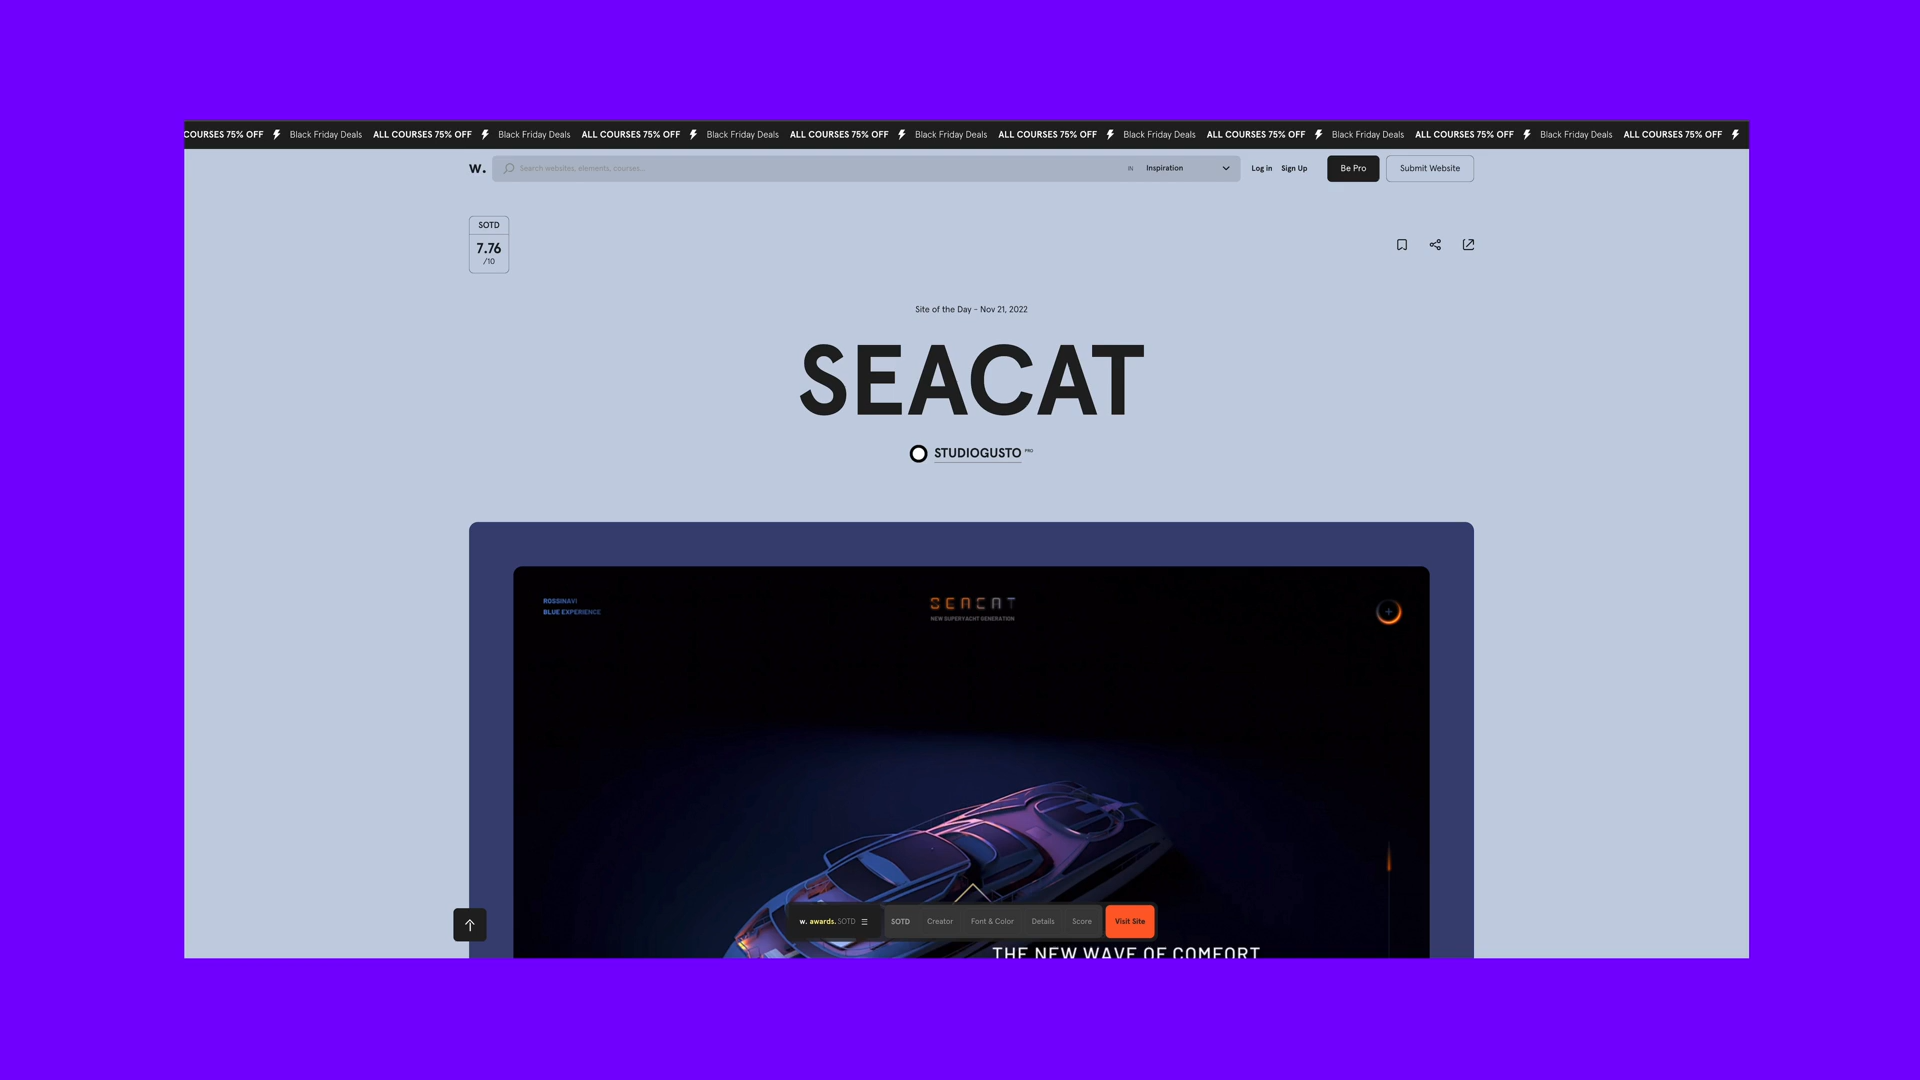 COURSES 75% OFF Black Friday Deals ALL COURSES 75% OFF Black Friday Deals ALL COURSES 75% OFF Black Friday Deals ALL COURSES 75% OFF Black Friday Deals ALL COURSES 75% OFF Black Friday Deals ALL COURSES 75% OFF Black Friday Deals ALL COURSES 75% OFF Black Friday Deals ALL COURSES 75% OFF
w. Search websites, elements, courses... IN Inspiration Log in Sign Up Be Pro Submit Website
SOTD
7.76
/10
Site of the Day - Nov 21, 2022
SEACAT
STUDIOGUSTO PRO
ROSSINAVI
BLUE EXPERIENCE
SEACAT
NEW SUPERYACHT GENERATION
w. awards. SOTD SOTD Creator Font & Color Details Score Visit Site
THE NEW WAVE OF COMFORT